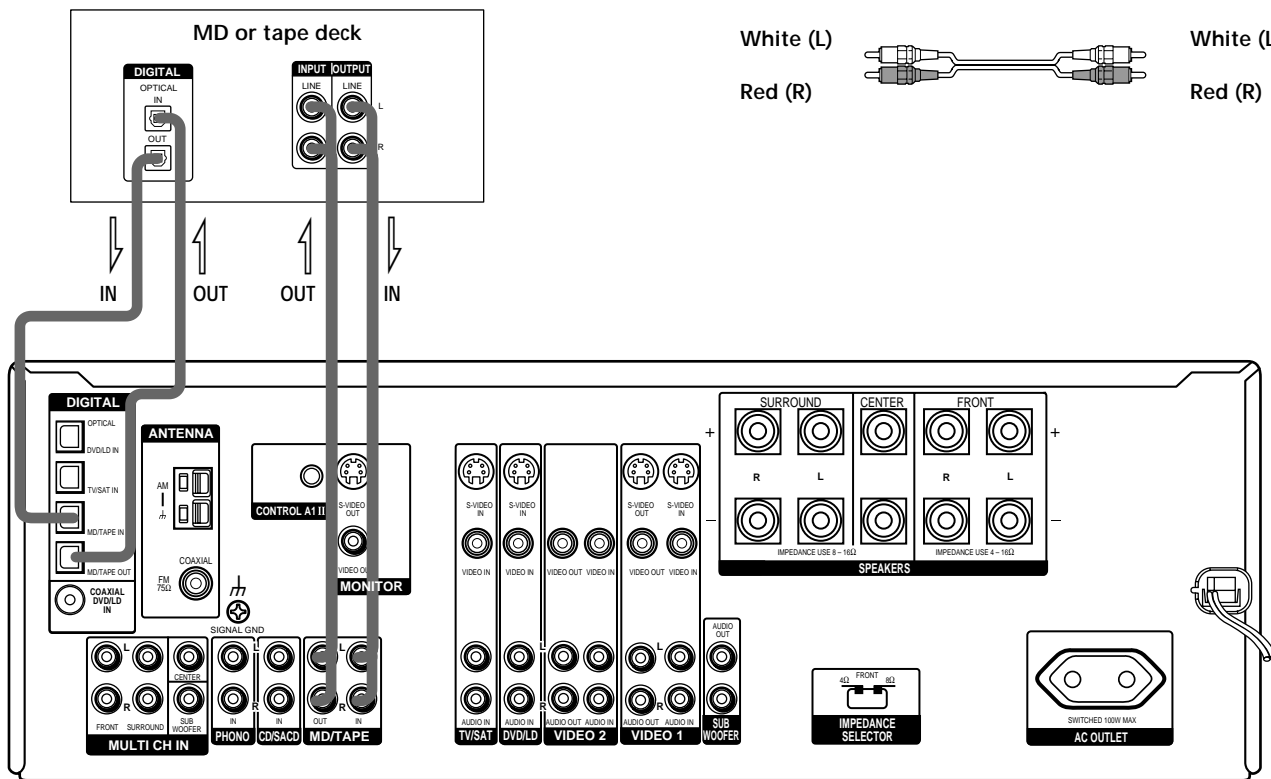 MD or tape deck
White (L)
White (L
Red (R)
Red (R)
DIGITAL
OPTICAL
IN
OUT
INPUT
OUTPUT
LINE
LINE
L
R
IN
OUT
OUT
IN
DIGITAL
OPTICAL
DVD/LD IN
TV/SAT IN
MD/TAPE IN
MD/TAPE OUT
COAXIAL
DVD/LD
IN
ANTENNA
AM
COAXIAL
FM
75Ω
SIGNAL GND
CONTROL A1 II
S-VIDEO
OUT
VIDEO OUT
MONITOR
S-VIDEO
IN
S-VIDEO
IN
S-VIDEO
OUT
S-VIDEO
IN
VIDEO IN
VIDEO IN
VIDEO OUT
VIDEO IN
VIDEO OUT
VIDEO IN
SURROUND
CENTER
FRONT
+
+
R
L
R
L
–
–
IMPEDANCE USE 8 – 16Ω
IMPEDANCE USE 4 – 16Ω
SPEAKERS
L
CENTER
R
FRONT
SURROUND
SUB
WOOFER
MULTI CH IN
L
IN
R
IN
PHONO
CD/SACD
L
OUT
R
IN
MD/TAPE
L
L
AUDIO IN
AUDIO IN
R
AUDIO OUT
AUDIO IN
AUDIO OUT
R
AUDIO IN
TV/SAT
DVD/LD
VIDEO 2
VIDEO 1
AUDIO
OUT
SUB
WOOFER
FRONT
4Ω
8Ω
IMPEDANCE
SELECTOR
SWITCHED 100W MAX
AC OUTLET